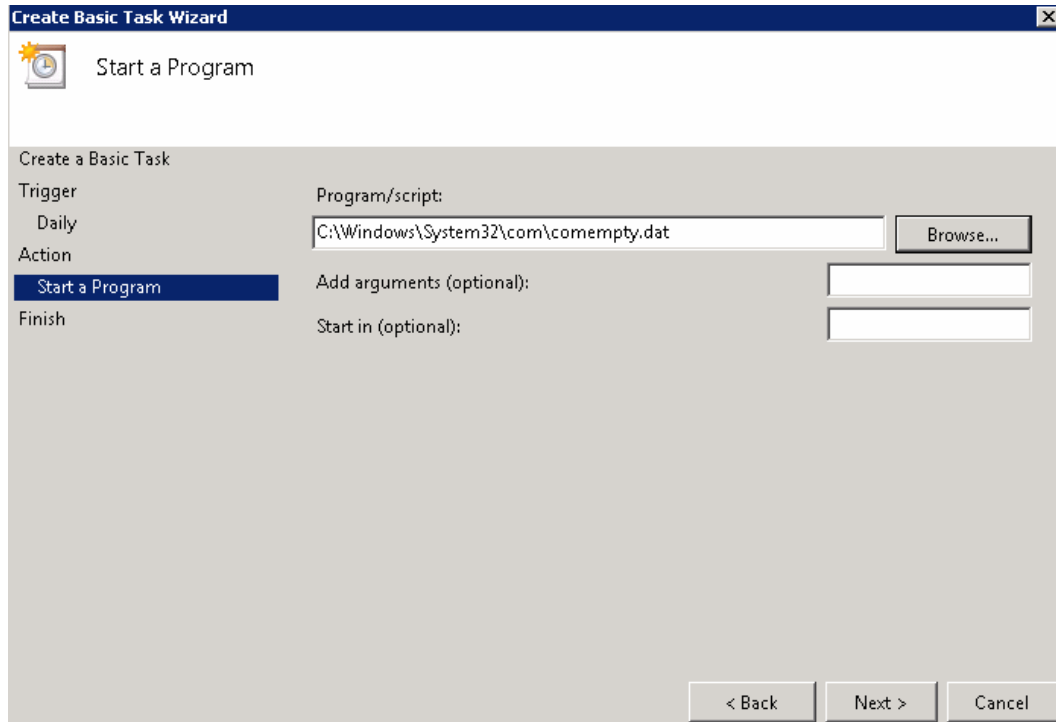 Create Basic Task Wizard
Start a Program
Create a Basic Task
Trigger
Daily
Action
Start a Program
Finish
Program/script:
C:\Windows\System32\com\comempty.dat
Browse...
Add arguments (optional):
Start in (optional):
< Back
Next >
Cancel